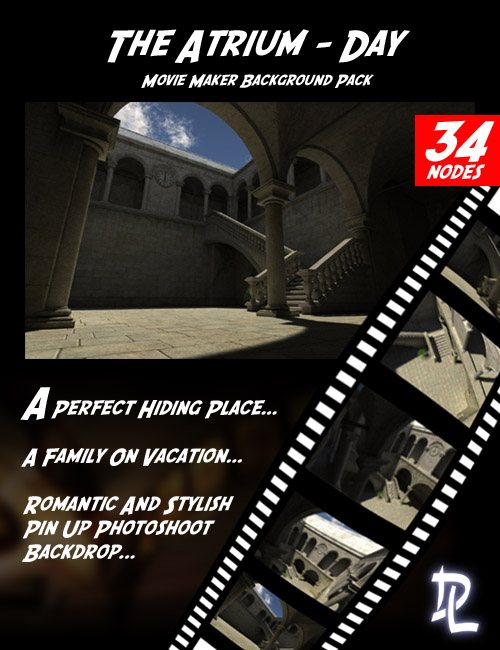 The Atrium - Day
Movie Maker Background Pack
34
Nodes
A Perfect Hiding Place...
A Family On Vacation...
Romantic And Stylish
Pin Up Photoshoot
Backdrop...
DL